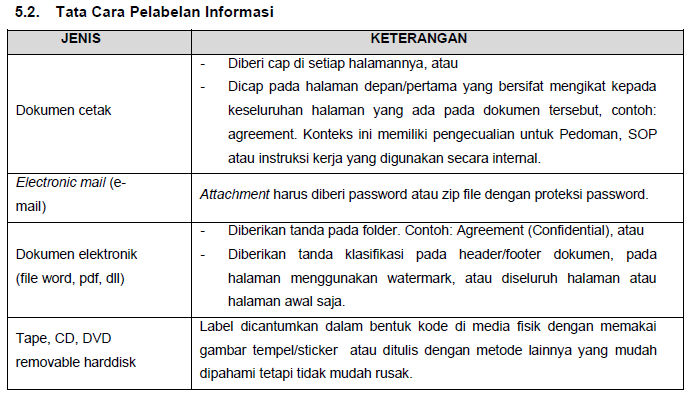 5.2. Tata Cara Pelabelan Informasi
JENIS KETERANGAN
Dokumen cetak
- Diberi cap di setiap halamannya, atau
- Dicap pada halaman depan/pertama yang bersifat mengikat kepada
keseluruhan halaman yang ada pada dokumen tersebut, contoh:
agreement. Konteks ini memiliki pengecualian untuk Pedoman, SOP
atau instruksi kerja yang digunakan secara internal.
Electronic mail (e-
mail)
Attachment harus diberi password atau zip file dengan proteksi password.
Dokumen elektronik
(file word, pdf, dll)
- Diberikan tanda pada folder. Contoh: Agreement (Confidential), atau
- Diberikan tanda klasifikasi pada header/footer dokumen, pada
halaman menggunakan watermark, atau diseluruh halaman atau
halaman awal saja.
Tape, CD, DVD
removable harddisk
Label dicantumkan dalam bentuk kode di media fisik dengan memakai
gambar tempel/sticker atau ditulis dengan metode lainnya yang mudah
dipahami tetapi tidak mudah rusak.